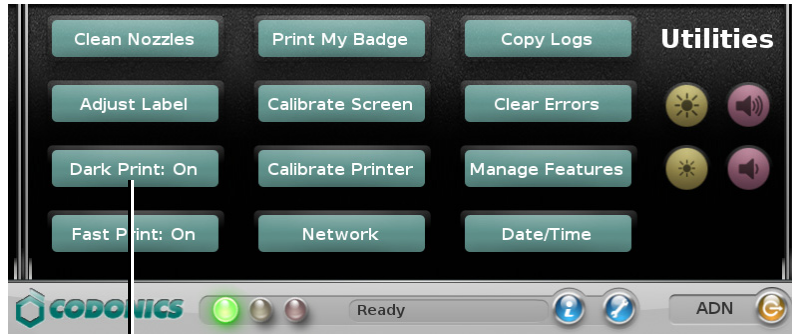 Clean Nozzles Print My Badge Copy Logs Utilities
Adjust Label Calibrate Screen Clear Errors
Dark Print: On Calibrate Printer Manage Features
Fast Print: On Network Date/Time
CODONICS Ready ADN